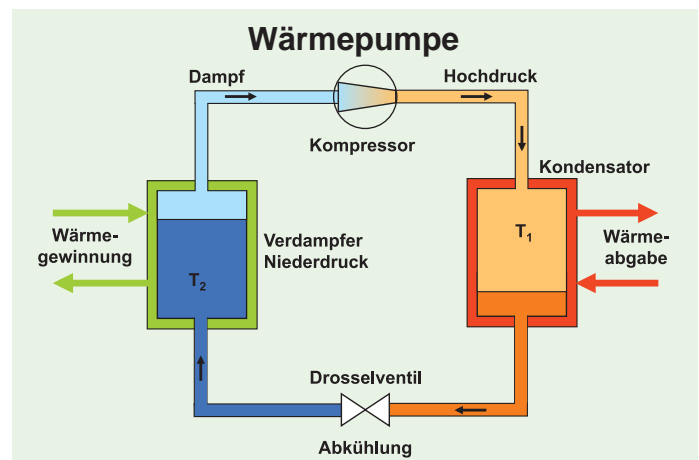 Wärmepumpe
Dampf
Hochdruck
Kompressor
Kondensator
Wärme-
gewinnung
T₂
Verdampfer
Niederdruck
T₁
Wärme-
abgabe
Drosselventil
Abkühlung